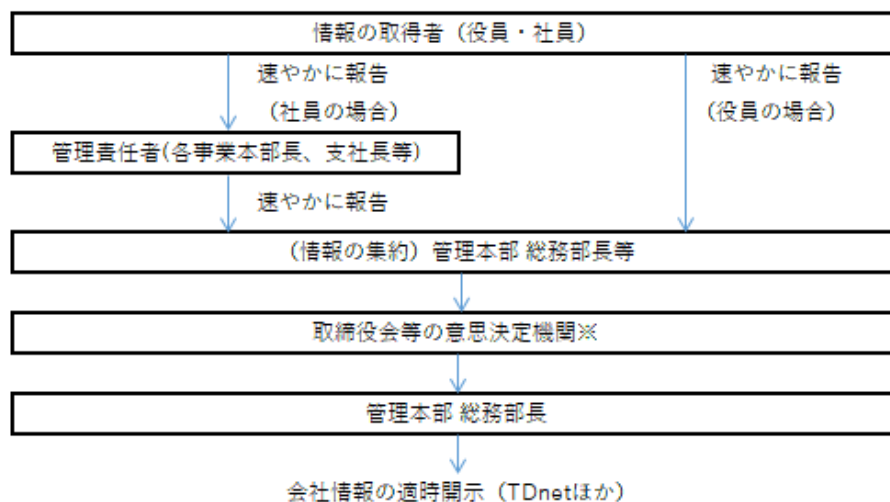 情報の取得者（役員・社員）
速やかに報告
（社員の場合）
速やかに報告
（役員の場合）
管理責任者(各事業本部長、支社長等)
速やかに報告
（情報の集約）管理本部 総務部長等
取締役会等の意思決定機関※
管理本部 総務部長
会社情報の適時開示（TDnetほか）